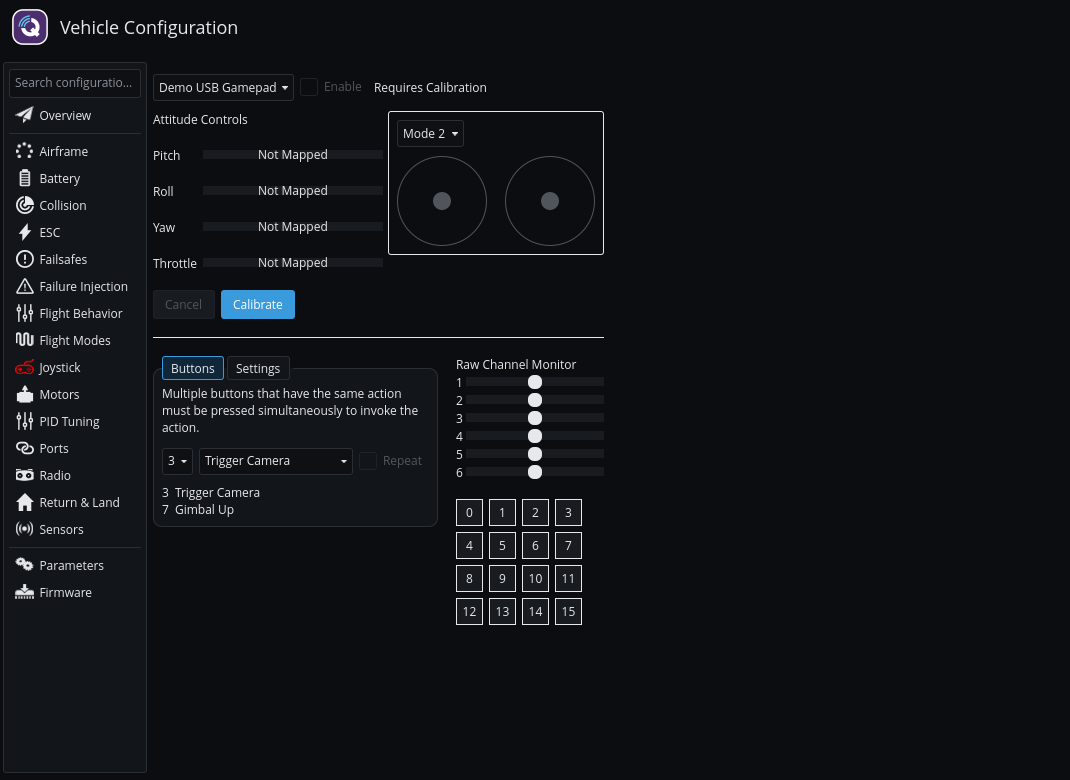 Vehicle Configuration
Search configuratio...
Overview
Airframe
Battery
Collision
ESC
Failsafes
Failure Injection
Flight Behavior
Flight Modes
Joystick
Motors
PID Tuning
Ports
Radio
Return & Land
Sensors
Parameters
Firmware
Demo USB Gamepad
Enable
Requires Calibration
Attitude Controls
Pitch Not Mapped
Roll Not Mapped
Yaw Not Mapped
Throttle Not Mapped
Mode 2
Cancel Calibrate
Buttons Settings
Multiple buttons that have the same action
must be pressed simultaneously to invoke the
action.
3 Trigger Camera Repeat
3 Trigger Camera
7 Gimbal Up
Raw Channel Monitor
1
2
3
4
5
6
0 1 2 3
4 5 6 7
8 9 10 11
12 13 14 15